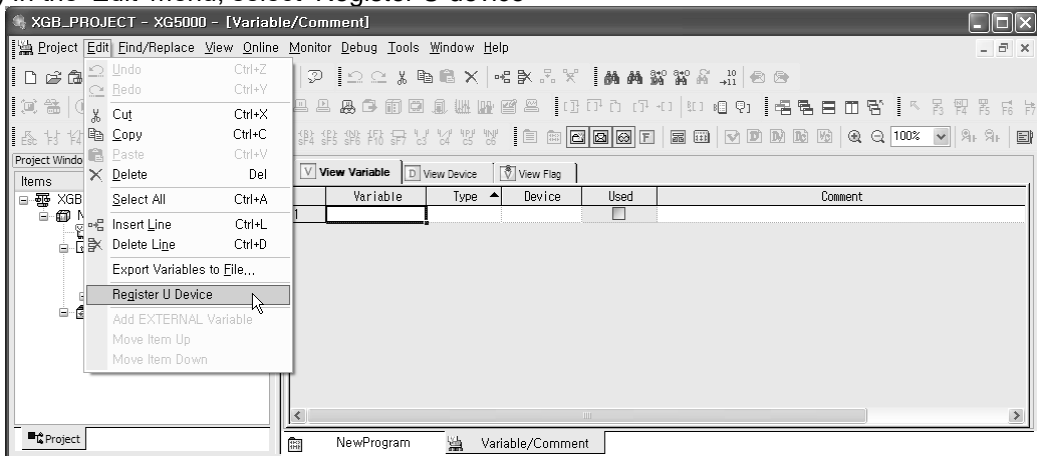 ) In the 'Edit' menu, select 'Register U device'
XGB_PROJECT - XG5000 - [Variable/Comment]
Project Edit Find/Replace View Online Monitor Debug Tools Window Help
Undo Ctrl+Z
Redo Ctrl+Y
Cut Ctrl+X
Copy Ctrl+C
Paste Ctrl+V
Delete Del
Select All Ctrl+A
Insert Line Ctrl+L
Delete Line Ctrl+D
Export Variables to File...
Register U Device
Add EXTERNAL Variable
Move Item Up
Move Item Down
100%
Project Windo
Items
XGB
V View Variable D View Device View Flag
Variable Type Device Used Comment
1
Project
NewProgram Variable/Comment